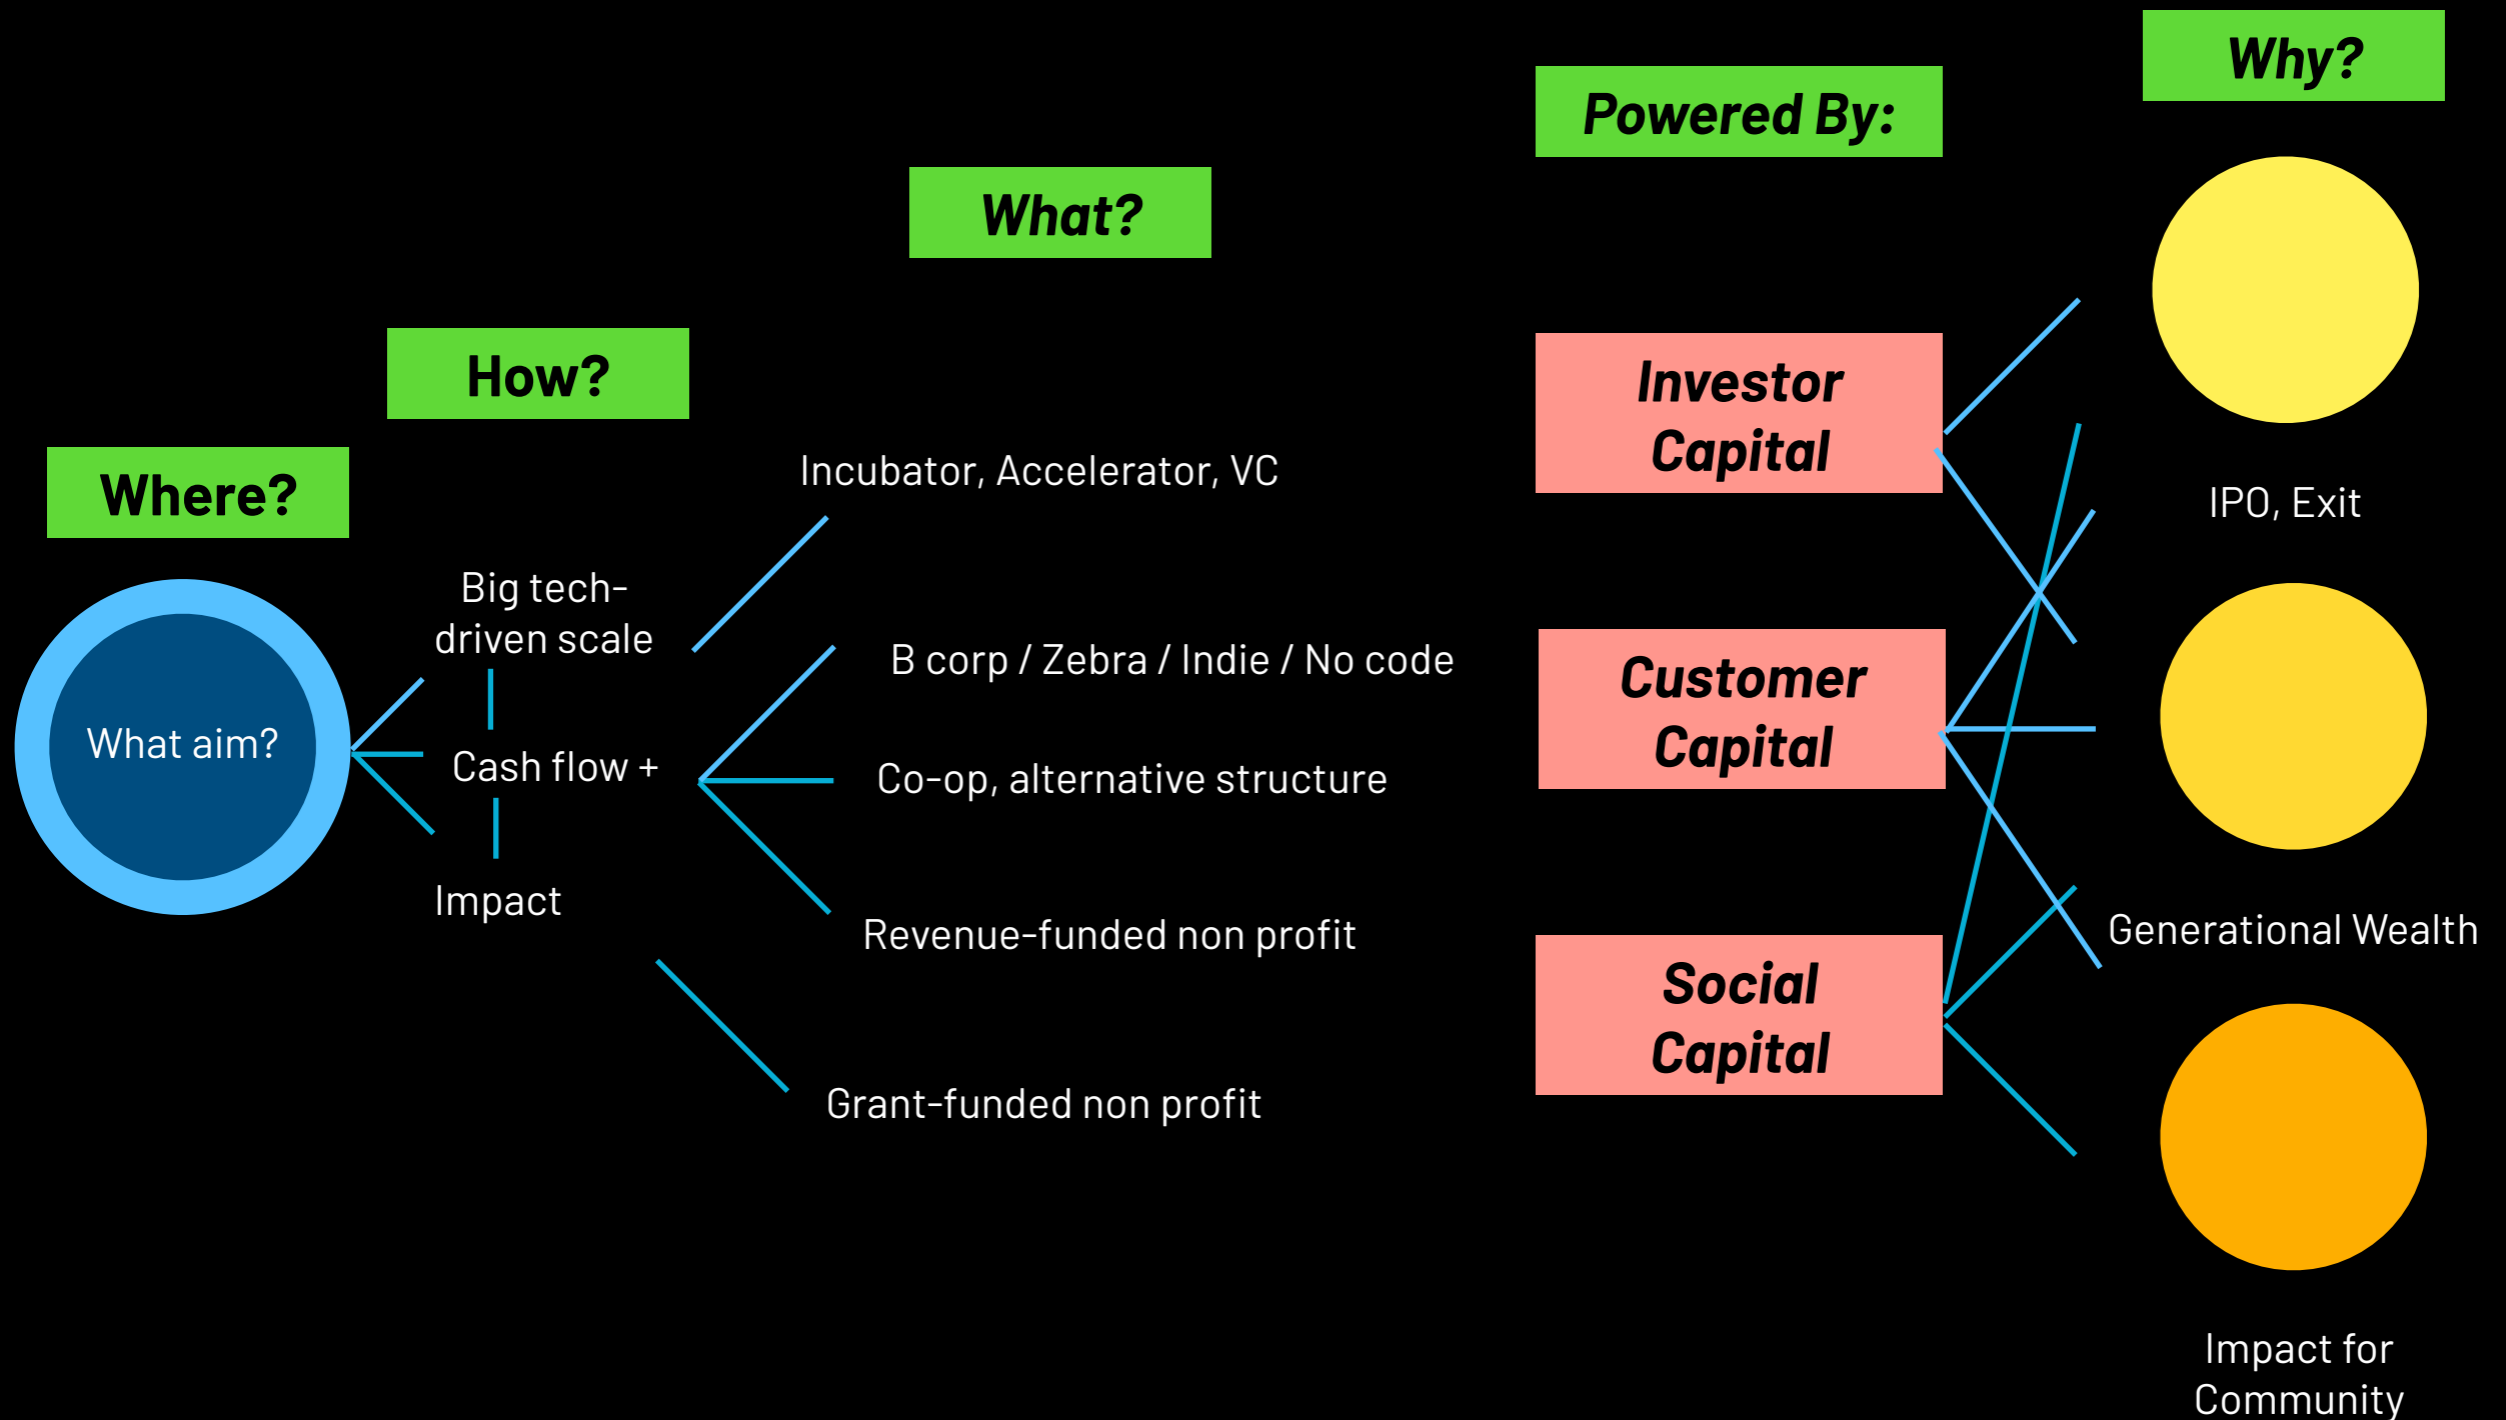 Where?
What aim?
How?
Big tech-
driven scale
Cash flow +
Impact
What?
Incubator, Accelerator, VC
B corp / Zebra / Indie / No code
Co-op, alternative structure
Revenue-funded non profit
Grant-funded non profit
Powered By:
Investor
Capital
Customer
Capital
Social
Capital
Why?
IPO, Exit
Generational Wealth
Impact for
Community